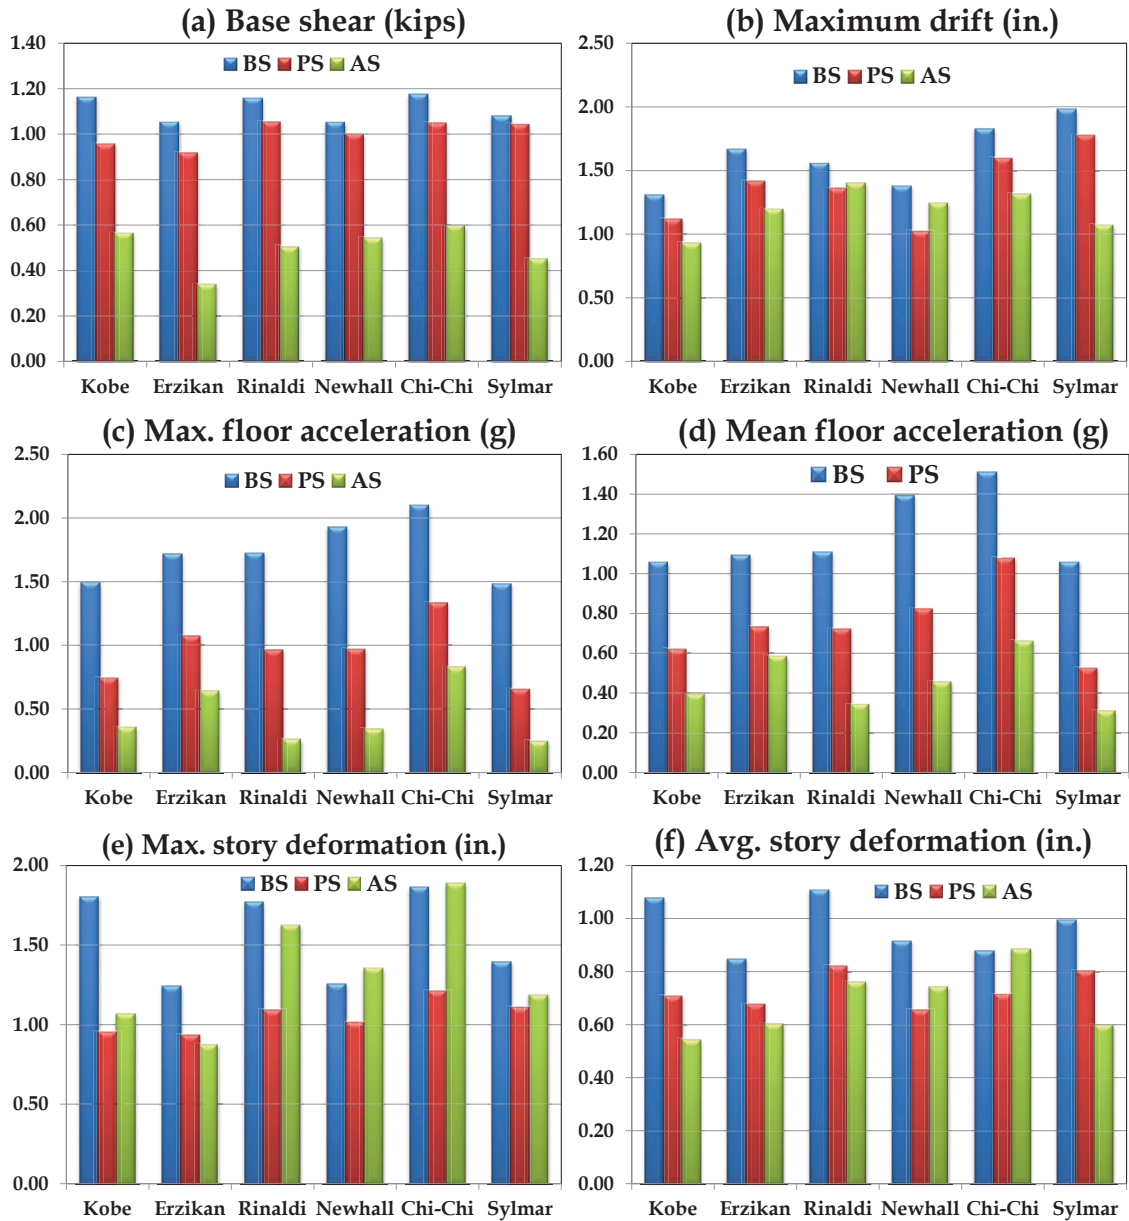 (a) Base shear (kips)
1.40
1.20
1.00
0.80
0.60
0.40
0.20
0.00
BS PS AS
Kobe Erzikan Rinaldi Newhall Chi-Chi Sylmar
(b) Maximum drift (in.)
2.50
2.00
1.50
1.00
0.50
0.00
BS PS AS
Kobe Erzikan Rinaldi Newhall Chi-Chi Sylmar
(c) Max. floor acceleration (g)
2.50
2.00
1.50
1.00
0.50
0.00
BS PS AS
Kobe Erzikan Rinaldi Newhall Chi-Chi Sylmar
(d) Mean floor acceleration (g)
1.60
1.40
1.20
1.00
0.80
0.60
0.40
0.20
0.00
BS PS
Kobe Erzikan Rinaldi Newhall Chi-Chi Sylmar
(e) Max. story deformation (in.)
2.00
1.50
1.00
0.50
0.00
BS PS AS
Kobe Erzikan Rinaldi Newhall Chi-Chi Sylmar
(f) Avg. story deformation (in.)
1.20
1.00
0.80
0.60
0.40
0.20
0.00
BS PS AS
Kobe Erzikan Rinaldi Newhall Chi-Chi Sylmar